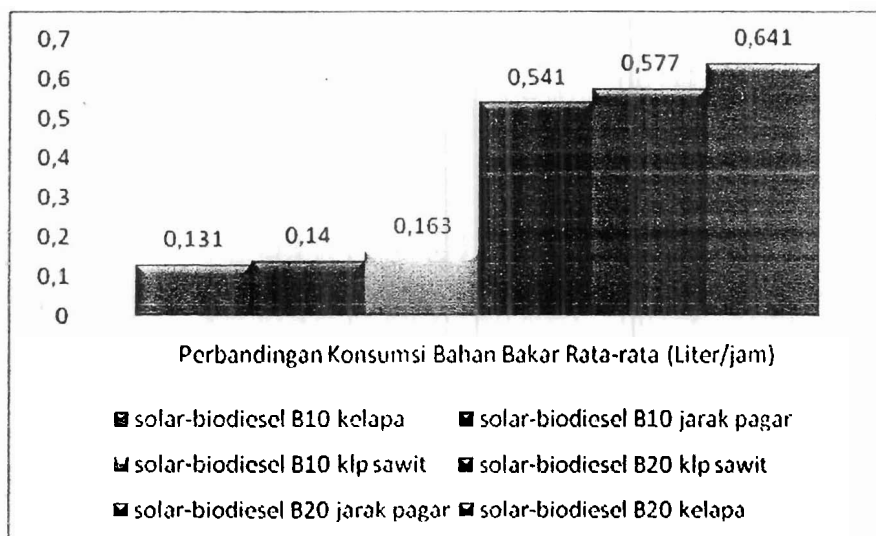 0,7
0,6
0,5
0,4
0,3
0,2
0,1
0
0,131
0,14
0,163
0,541
0,577
0,641
Perbandingan Konsumsi Bahan Bakar Rata-rata (Liter/jam)
solar-biodiesel B10 kelapa
solar-biodiesel B10 jarak pagar
solar-biodiesel B10 klp sawit
solar-biodiesel B20 klp sawit
solar-biodiesel B20 jarak pagar
solar-biodiesel B20 kelapa